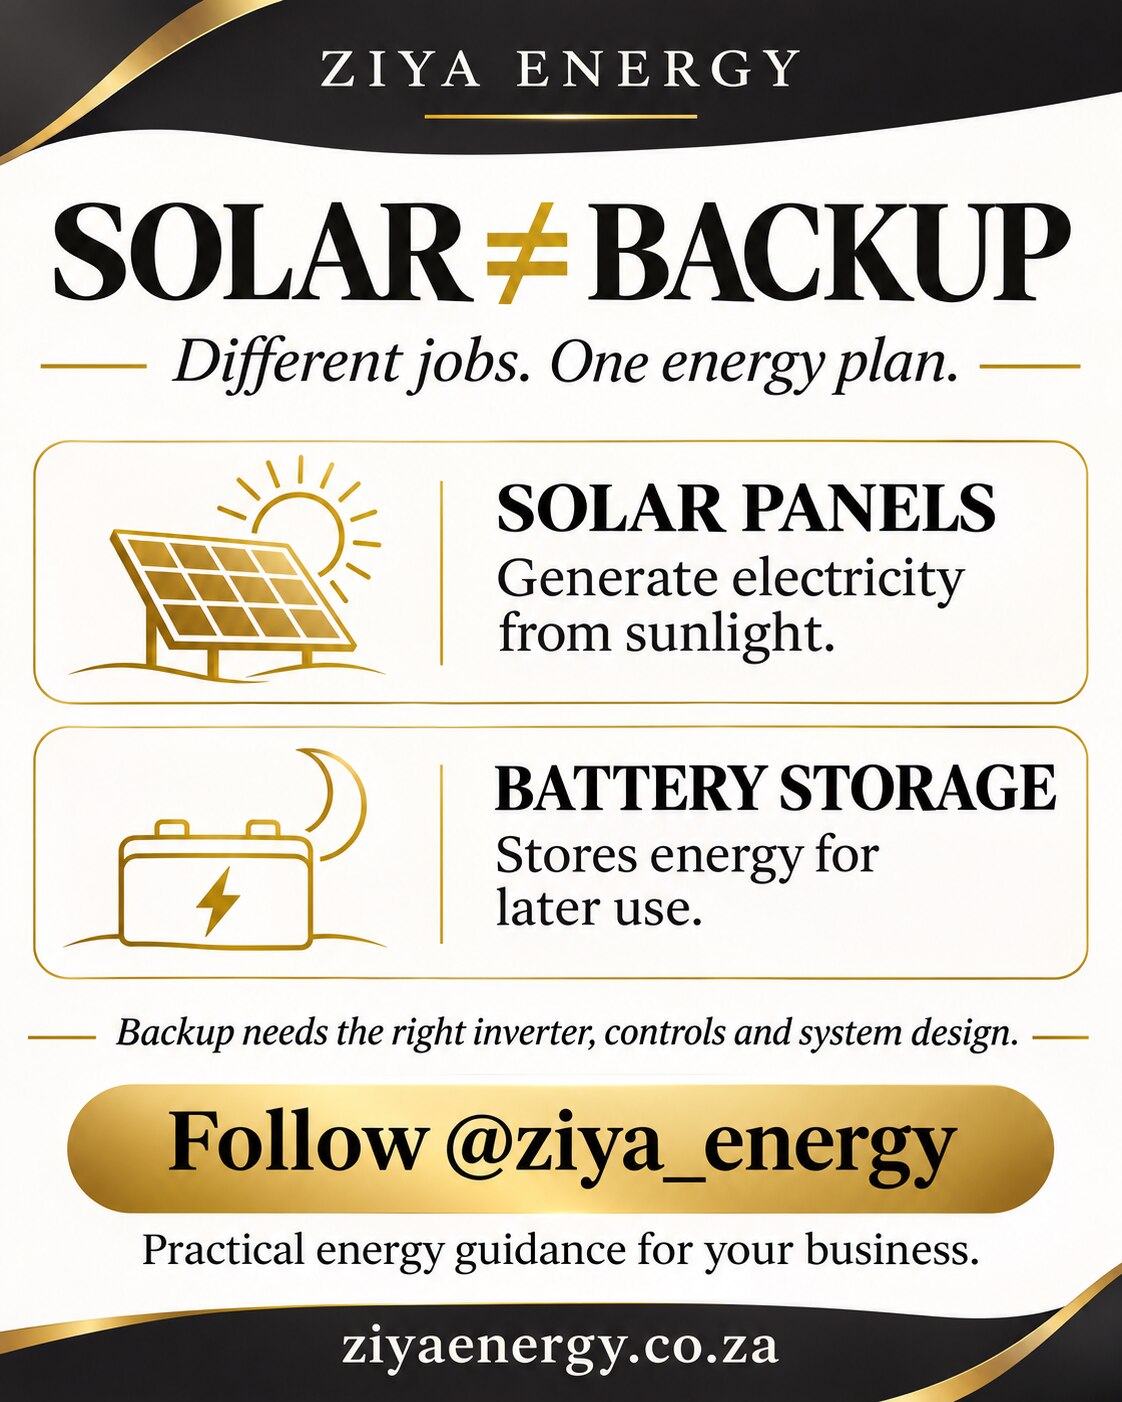 ZIYA ENERGY
SOLAR ≠ BACKUP
Different jobs. One energy plan.
SOLAR PANELS
Generate electricity
from sunlight.
BATTERY STORAGE
Stores energy for
later use.
Backup needs the right inverter, controls and system design.
Follow @ziya_energy
Practical energy guidance for your business.
ziyaenergy.co.za